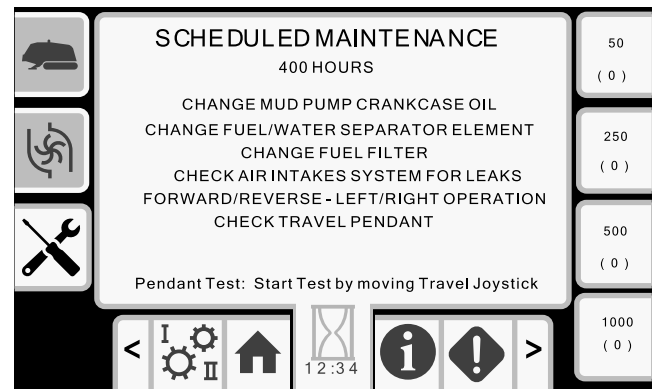 SCHEDULED MAINTENANCE
400 HOURS
CHANGE MUD PUMP CRANKCASE OIL
CHANGE FUEL/WATER SEPARATOR ELEMENT
CHANGE FUEL FILTER
CHECK AIR INTAKES SYSTEM FOR LEAKS
FORWARD/REVERSE - LEFT/RIGHT OPERATION
CHECK TRAVEL PENDANT
Pendant Test: Start Test by moving Travel Joystick
50
(0)
250
(0)
500
(0)
1000
(0)
<
I
II
12:34
i
!
>